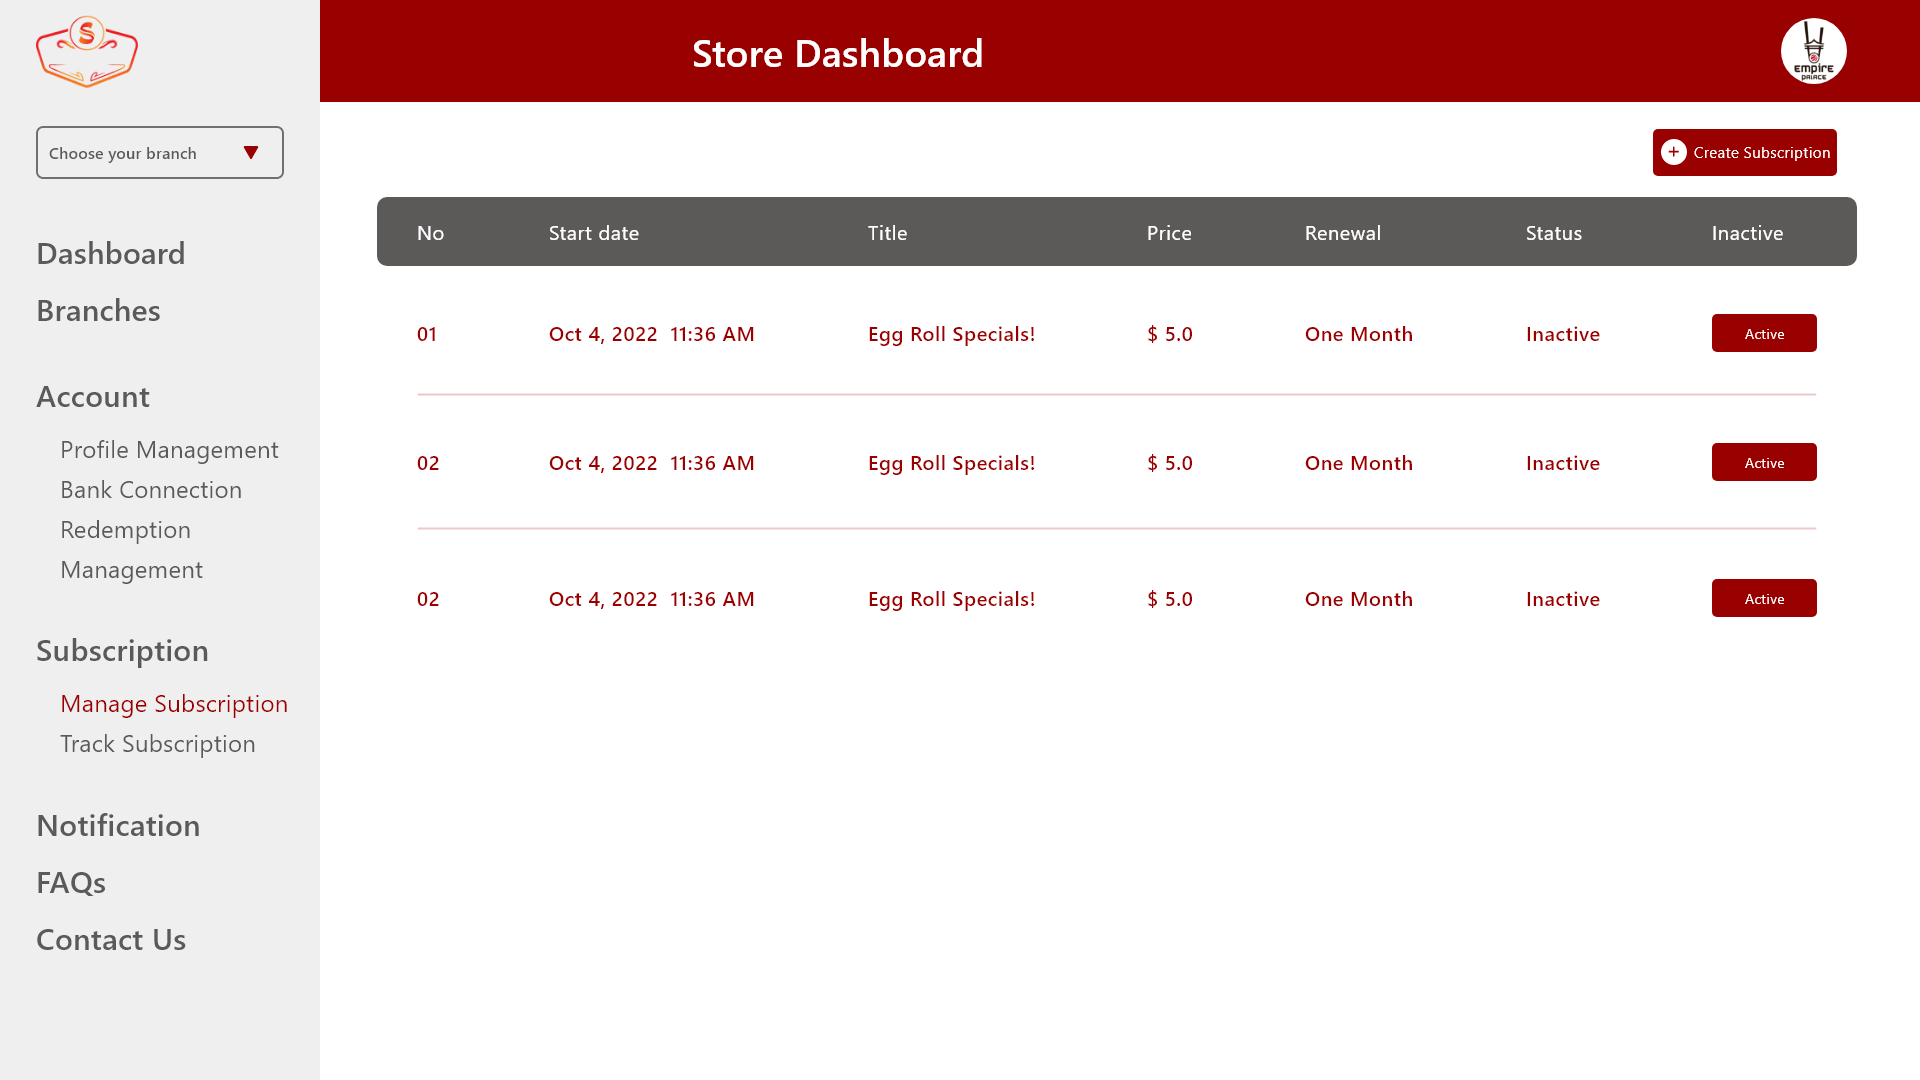 S
Store Dashboard
EMPIRE
PALACE
Choose your branch
Create Subscription
Dashboard
Branches
Account
Profile Management
Bank Connection
Redemption
Management
Subscription
Manage Subscription
Track Subscription
Notification
FAQs
Contact Us
No Start date Title Price Renewal Status Inactive
01 Oct 4, 2022 11:36 AM Egg Roll Specials! $ 5.0 One Month Inactive Active
02 Oct 4, 2022 11:36 AM Egg Roll Specials! $ 5.0 One Month Inactive Active
02 Oct 4, 2022 11:36 AM Egg Roll Specials! $ 5.0 One Month Inactive Active